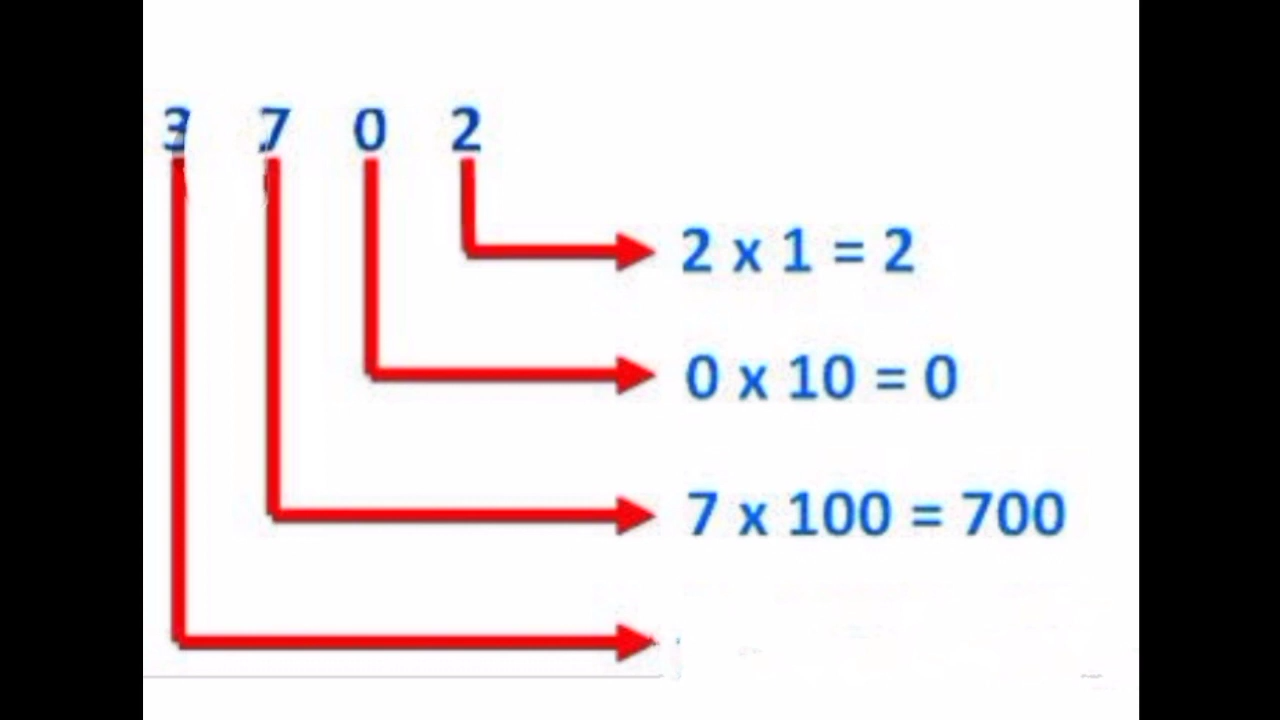 3 7 0 2
2 x 1 = 2
0 x 10 = 0
7 x 100 = 700